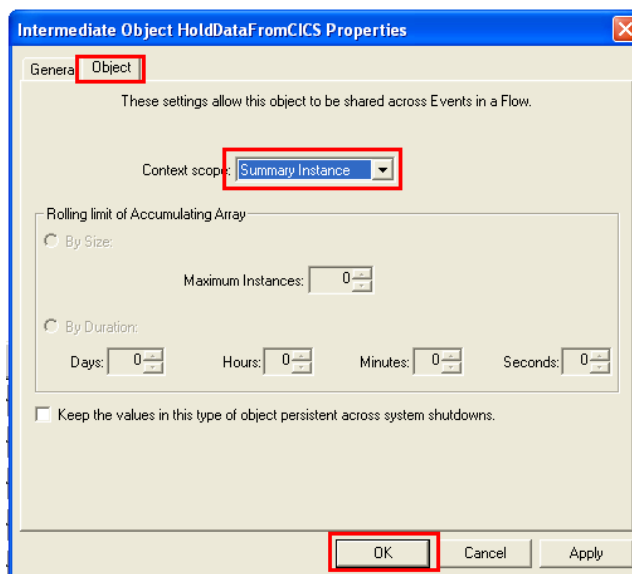 Intermediate Object HoldDataFromCICS Properties
General Object
These settings allow this object to be shared across Events in a Flow.
Context scope: Summary Instance
Rolling limit of Accumulating Array
By Size:
Maximum Instances: 0
By Duration:
Days: 0 Hours: 0 Minutes: 0 Seconds: 0
Keep the values in this type of object persistent across system shutdowns.
OK Cancel Apply